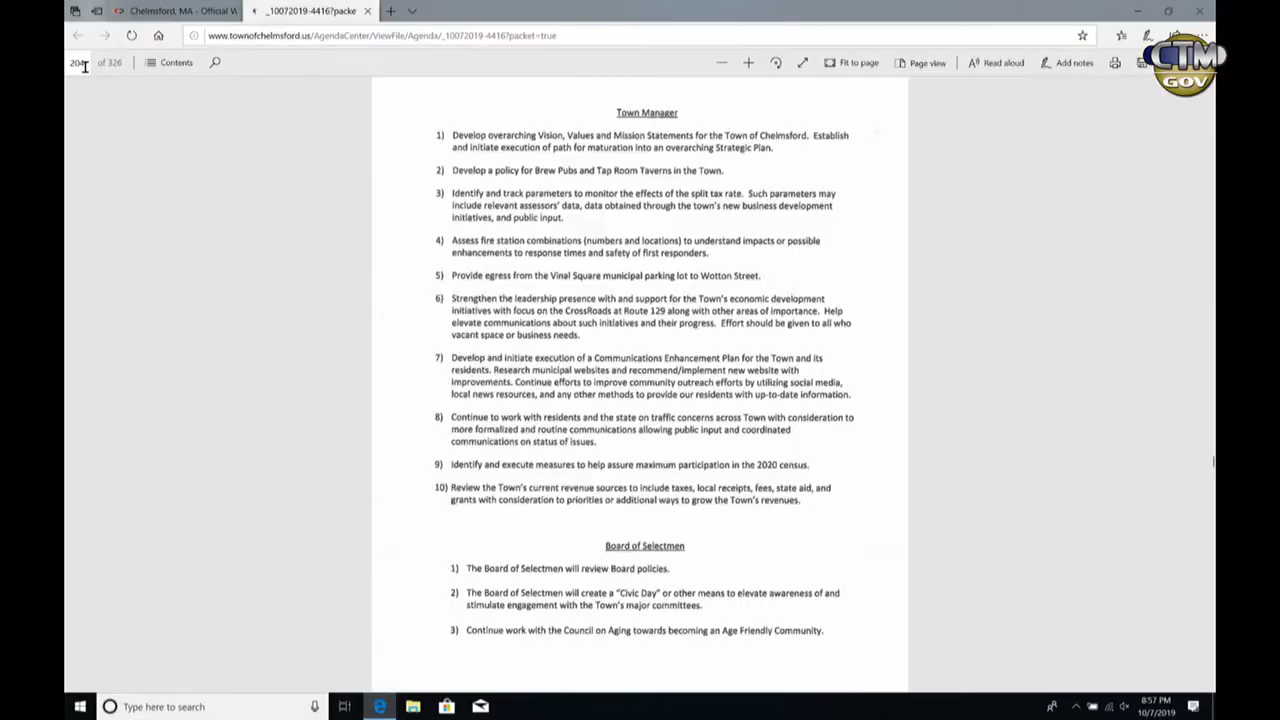 Chelmsford, MA - Official W
_10072019-4416?packe
www.townofchelmsford.us/AgendaCenter/ViewFile/Agenda/_10072019-4416?packet=true
204 of 326 Contents Fit to page Page view Read aloud Add notes
CTM
GOV
Town Manager
1) Develop overarching Vision, Values and Mission Statements for the Town of Chelmsford. Establish
and initiate execution of path for maturation into an overarching Strategic Plan.
2) Develop a policy for Brew Pubs and Tap Room Taverns in the Town.
3) Identify and track parameters to monitor the effects of the split tax rate. Such parameters may
include relevant assessors' data, data obtained through the town's new business development
initiatives, and public input.
4) Assess fire station combinations (numbers and locations) to understand impacts or possible
enhancements to response times and safety of first responders.
5) Provide egress from the Vinal Square municipal parking lot to Wotton Street.
6) Strengthen the leadership presence with and support for the Town's economic development
initiatives with focus on the CrossRoads at Route 129 along with other areas of importance. Help
elevate communications about such initiatives and their progress. Effort should be given to all who
vacant space or business needs.
7) Develop and initiate execution of a Communications Enhancement Plan for the Town and its
residents. Research municipal websites and recommend/implement new website with
improvements. Continue efforts to improve community outreach efforts by utilizing social media,
local news resources, and any other methods to provide our residents with up-to-date information.
8) Continue to work with residents and the state on traffic concerns across Town with consideration to
more formalized and routine communications allowing public input and coordinated
communications on status of issues.
9) Identify and execute measures to help assure maximum participation in the 2020 census.
10) Review the Town's current revenue sources to include taxes, local receipts, fees, state aid, and
grants with consideration to priorities or additional ways to grow the Town's revenues.
Board of Selectmen
1) The Board of Selectmen will review Board policies.
2) The Board of Selectmen will create a "Civic Day" or other means to elevate awareness of and
stimulate engagement with the Town's major committees.
3) Continue work with the Council on Aging towards becoming an Age Friendly Community.
Type here to search
8:57 PM
10/7/2019